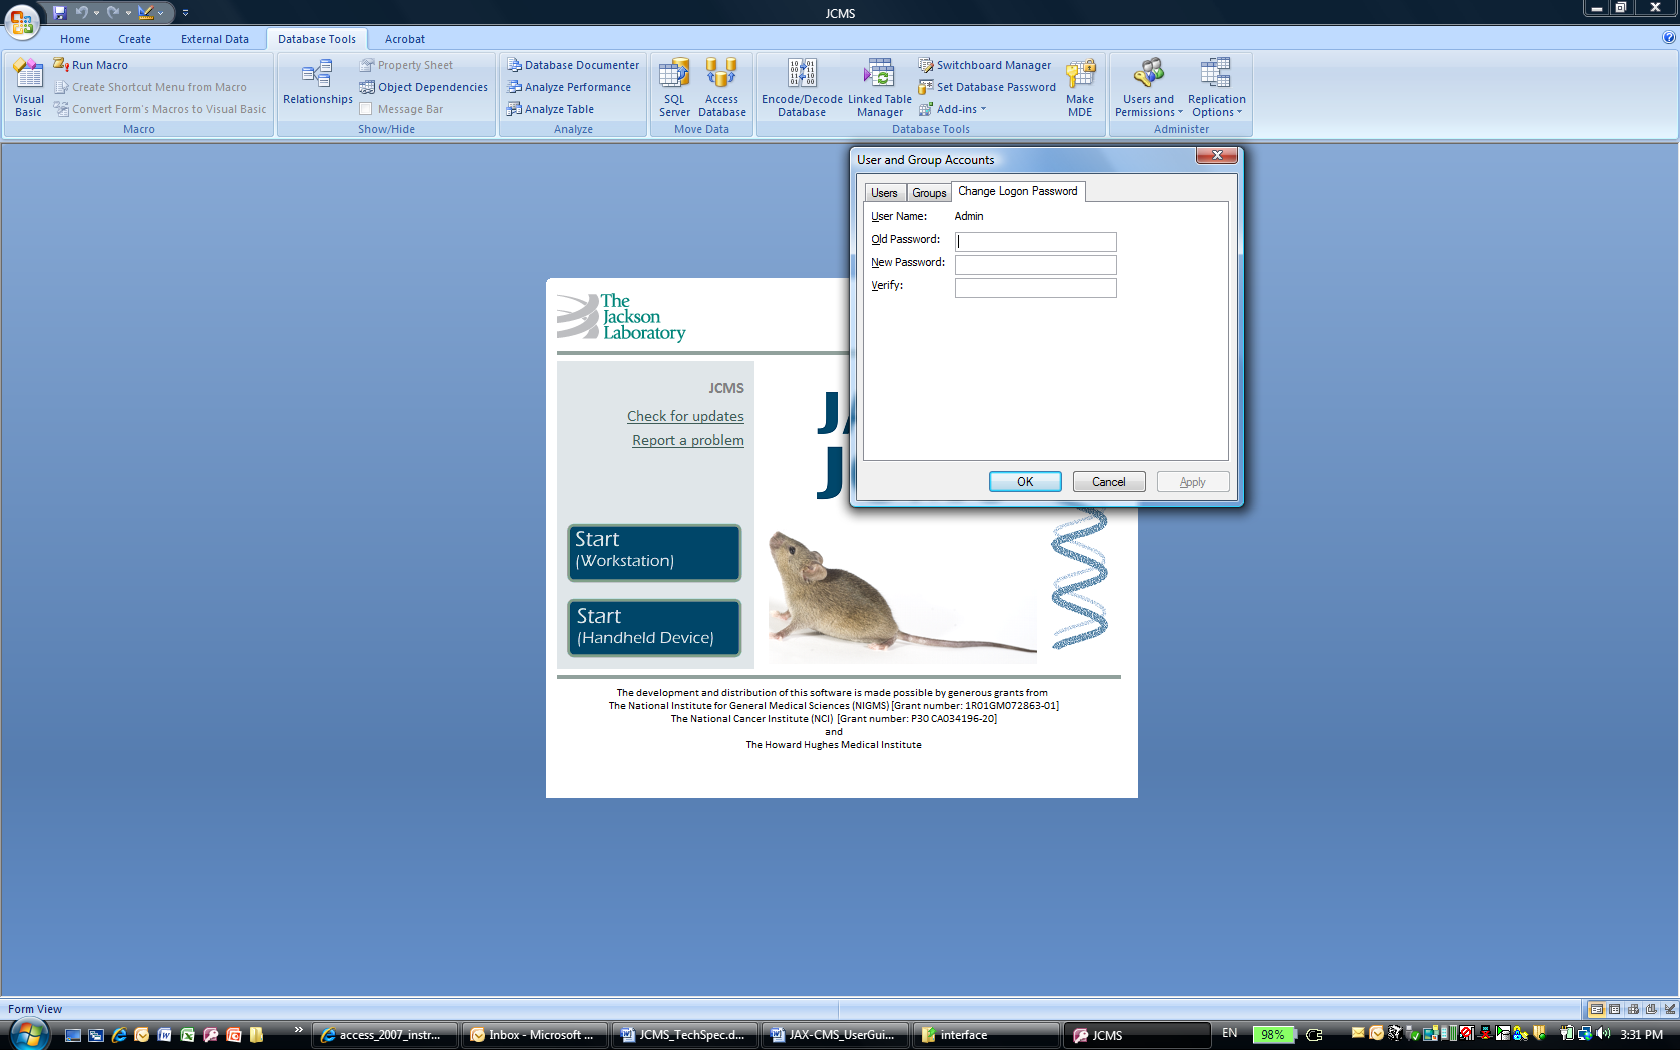 JCMS
Home Create External Data Database Tools Acrobat
Visual Basic
Run Macro
Create Shortcut Menu from Macro
Convert Form's Macros to Visual Basic
Macro
Relationships
Property Sheet
Object Dependencies
Message Bar
Show/Hide
Database Documenter
Analyze Performance
Analyze Table
Analyze
SQL Server
Access Database
Move Data
Encode/Decode Database
Linked Table Manager
Switchboard Manager
Set Database Password
Add-ins
Make MDE
Database Tools
Users and Permissions
Replication Options
Administer
User and Group Accounts
Users Groups Change Logon Password
User Name: Admin
Old Password:
New Password:
Verify:
OK Cancel Apply
The
Jackson
Laboratory
JCMS
Check for updates
Report a problem
Start
(Workstation)
Start
(Handheld Device)
The development and distribution of this software is made possible by generous grants from
The National Institute for General Medical Sciences (NIGMS) [Grant number: 1R01GM072863-01]
The National Cancer Institute (NCI) [Grant number: P30 CA034196-20]
and
The Howard Hughes Medical Institute
Form View
access_2007_instr... Inbox - Microsoft ... JCMS_TechSpec.d... JAX-CMS_UserGui... interface JCMS EN 98% 3:31 PM